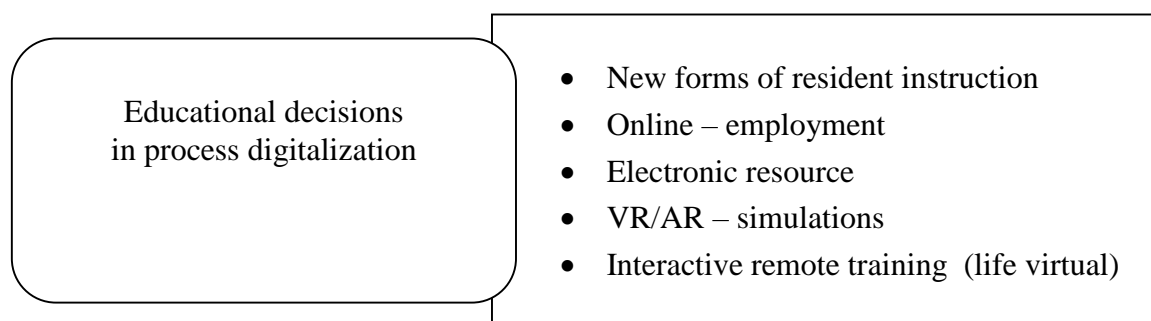 Educational decisions
in process digitalization
• New forms of resident instruction
• Online – employment
• Electronic resource
• VR/AR – simulations
• Interactive remote training (life virtual)